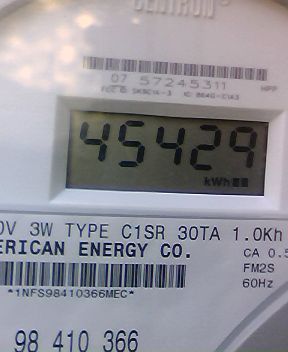 CENTRON
07 57245311 HPP
45429
kWh
0V 3W TYPE C1SR 30TA 1.0Kh
ERICAN ENERGY CO.
CA 0.5
*1NFS98410366MEC*
FM2S
60Hz
98 410 366